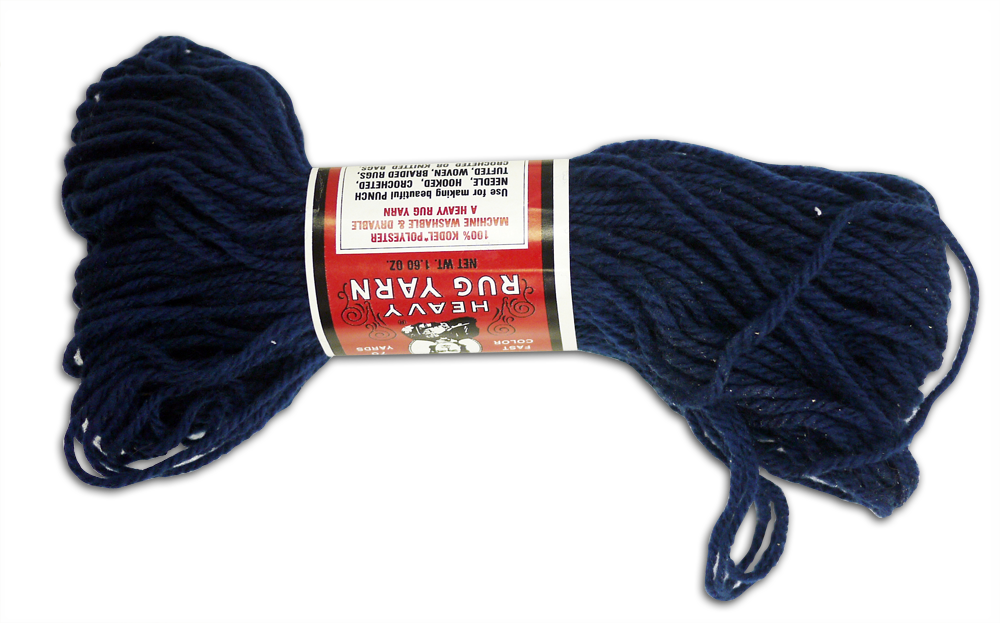 FAST
COLOR
70
YARDS
HEAVY
RUG YARN
NET WT. 1.60 OZ.
100% KODEL® POLYESTER
MACHINE WASHABLE & DRYABLE
A HEAVY RUG YARN
Use for making beautiful PUNCH
NEEDLE, HOOKED, CROCHETED,
TUFTED, WOVEN, BRAIDED RUGS,
CROCHETED OR KNITTED BAGS,